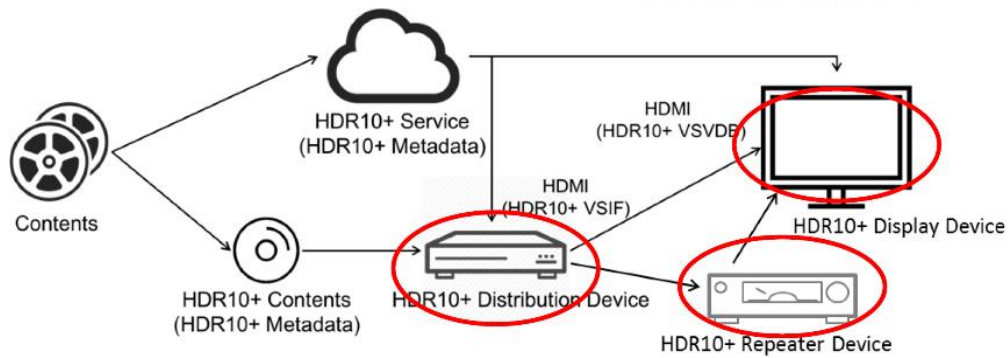 HDR10+ Service
(HDR10+ Metadata)
HDMI
(HDR10+ VSVDB)
Contents
HDMI
(HDR10+ VSIF)
HDR10+ Display Device
HDR10+ Contents
(HDR10+ Metadata)
HDR10+ Distribution Device
HDR10+ Repeater Device